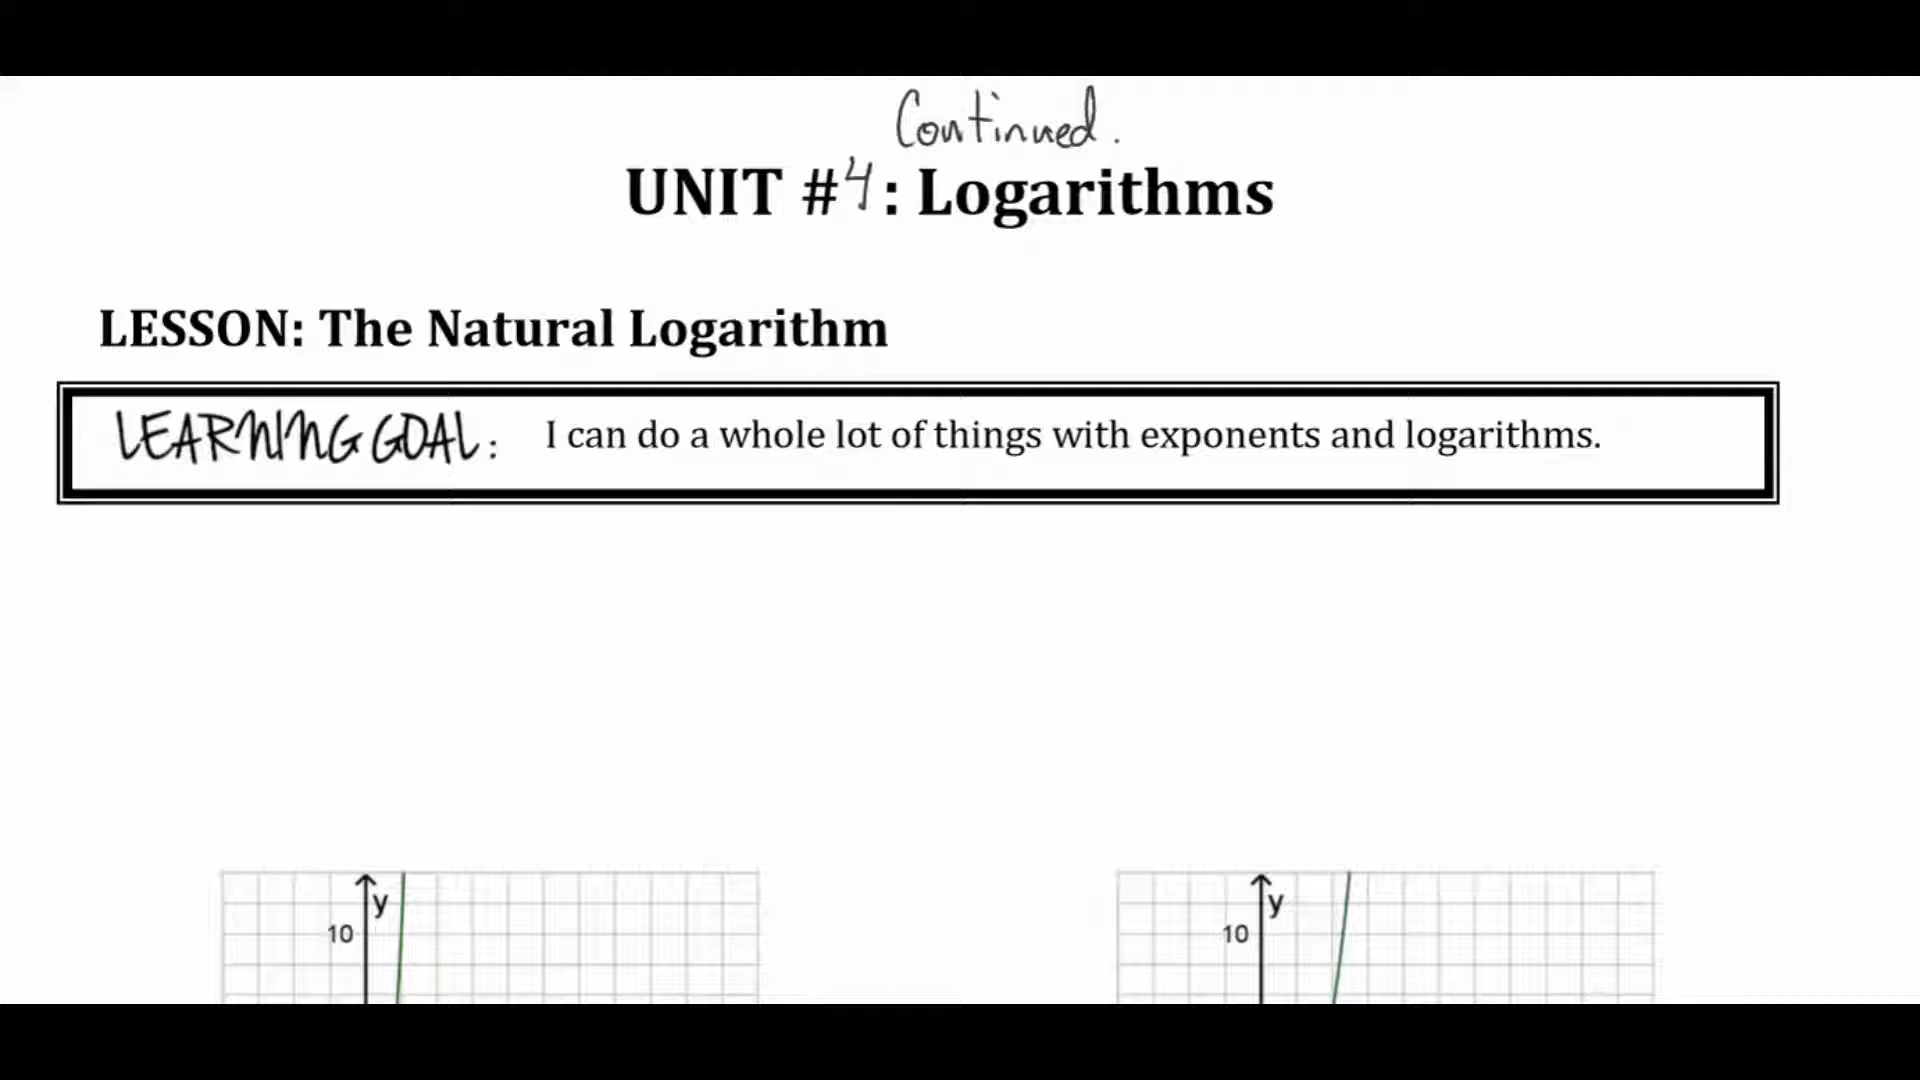 Continued.
UNIT #4: Logarithms
LESSON: The Natural Logarithm
LEARNING GOAL: I can do a whole lot of things with exponents and logarithms.
y
10
y
10